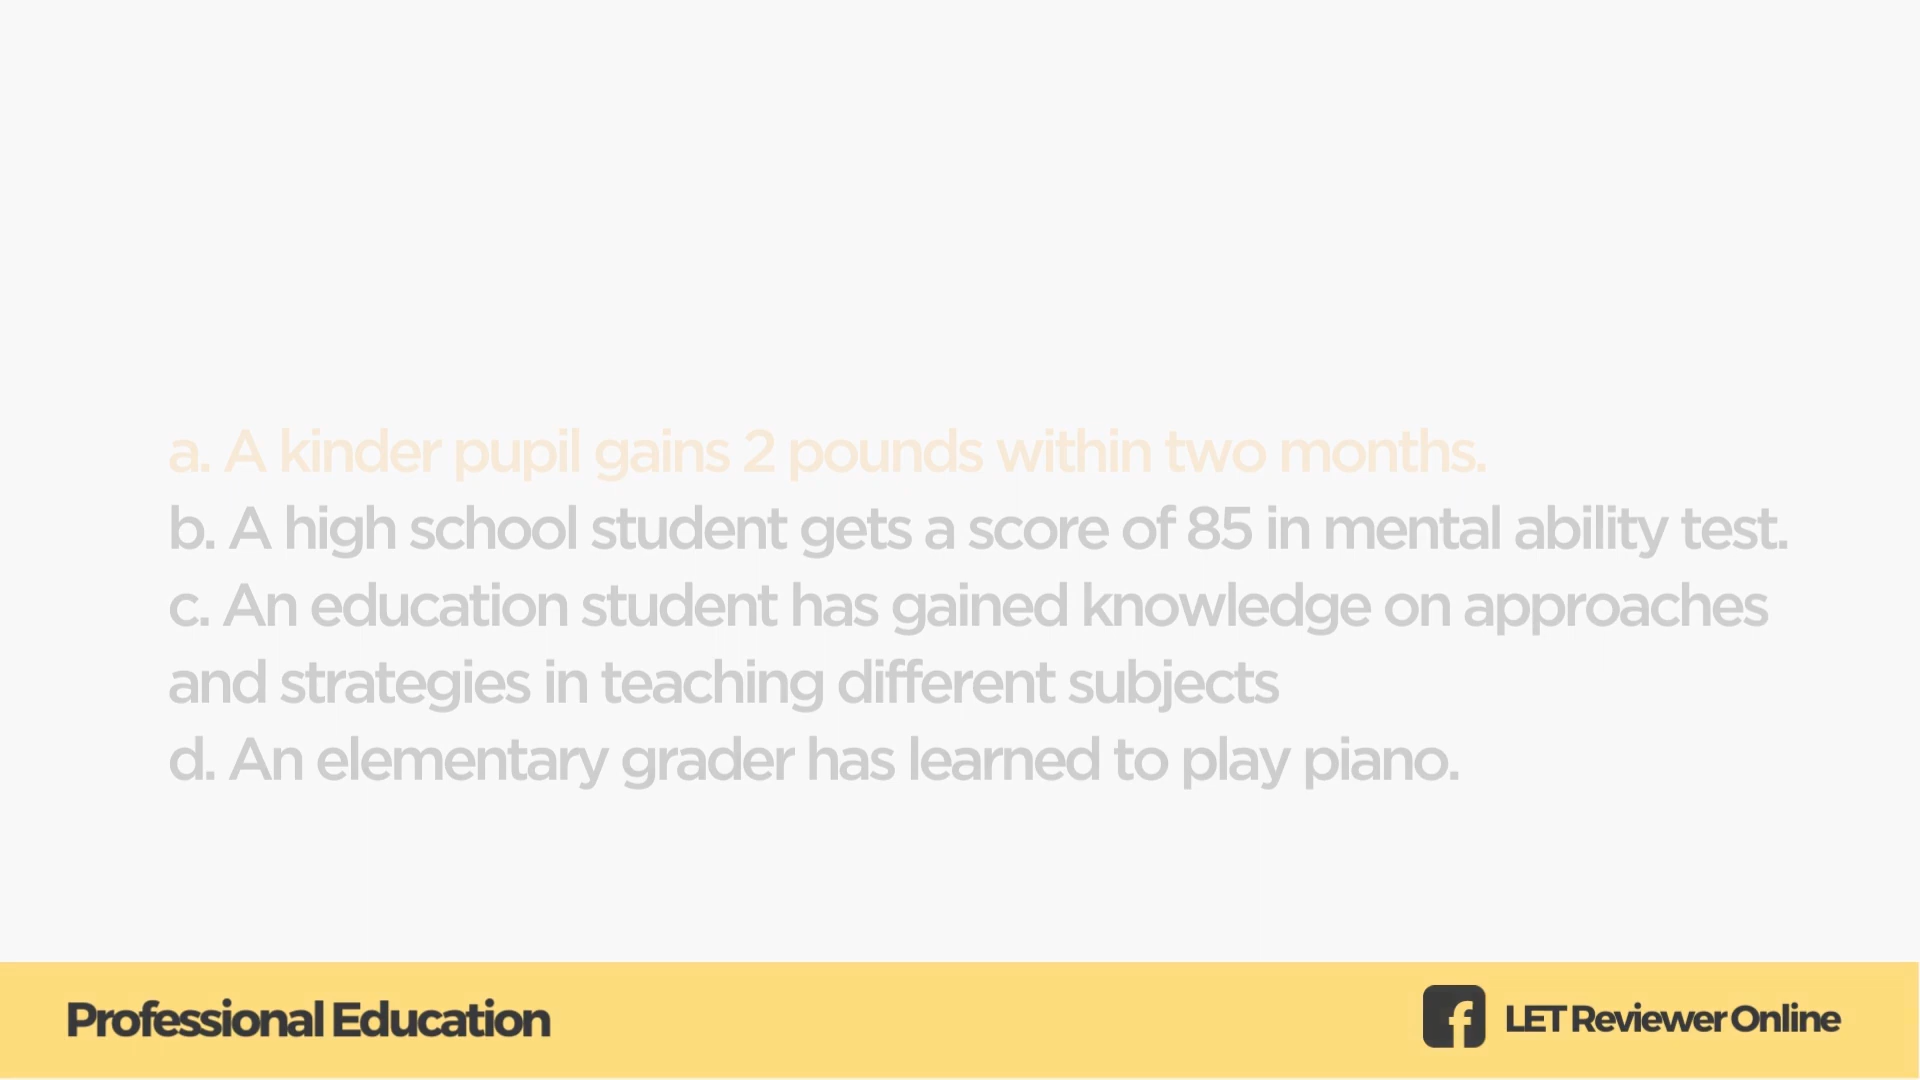 a. A kinder pupil gains 2 pounds within two months.
b. A high school student gets a score of 85 in mental ability test.
c. An education student has gained knowledge on approaches
and strategies in teaching different subjects
d. An elementary grader has learned to play piano.
Professional Education
LET Reviewer Online